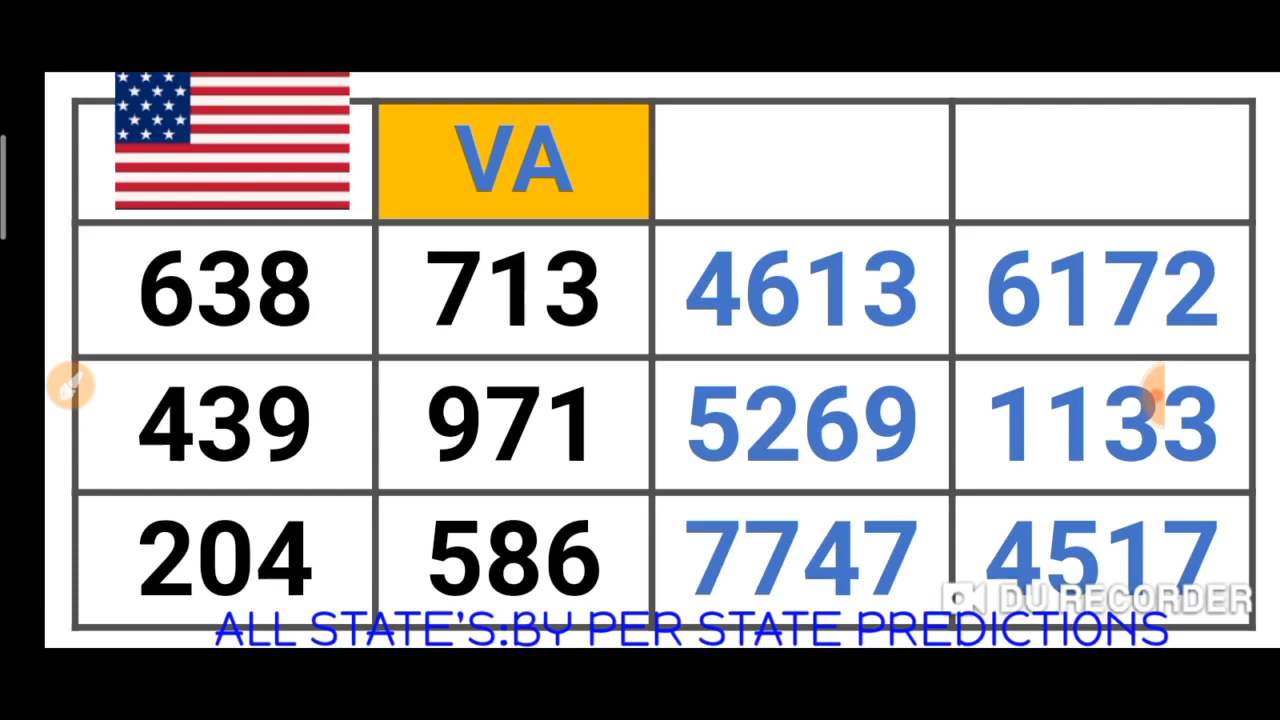 VA
638 713 4613 6172
439 971 5269 1133
204 586 7747 4517
DU RECORDER
ALL STATE'S:BY PER STATE PREDICTIONS